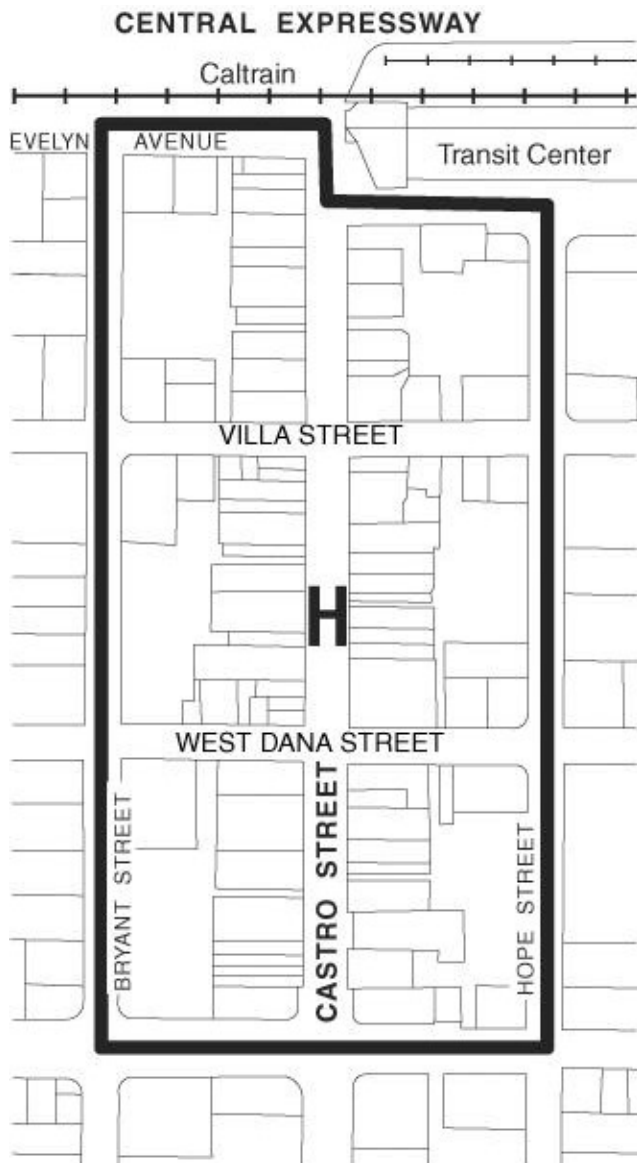 CENTRAL EXPRESSWAY
Caltrain
EVELYN AVENUE
Transit Center
VILLA STREET
H
WEST DANA STREET
BRYANT STREET
CASTRO STREET
HOPE STREET